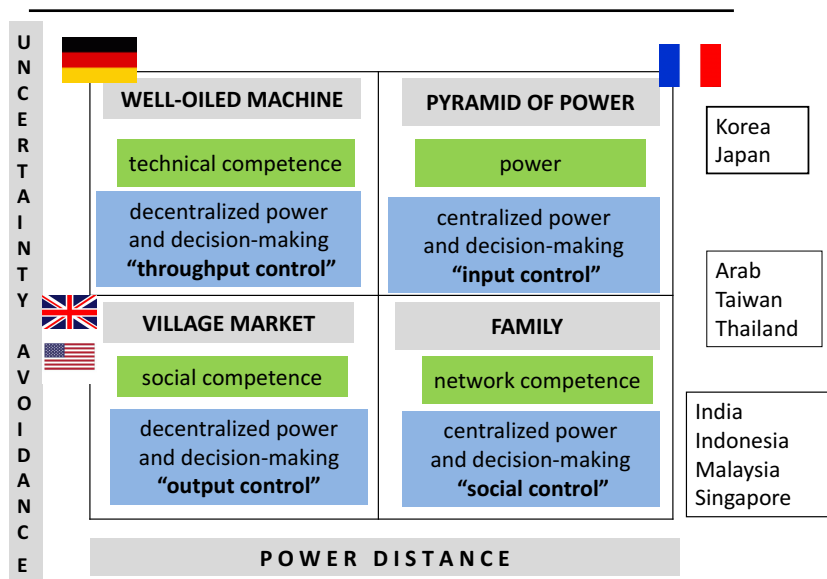 UNCERTAINTY AVOIDANCE
WELL-OILED MACHINE
technical competence
decentralized power
and decision-making
“throughput control”
PYRAMID OF POWER
power
centralized power
and decision-making
“input control”
Korea
Japan
Arab
Taiwan
Thailand
VILLAGE MARKET
social competence
decentralized power
and decision-making
“output control”
FAMILY
network competence
centralized power
and decision-making
“social control”
India
Indonesia
Malaysia
Singapore
POWER DISTANCE